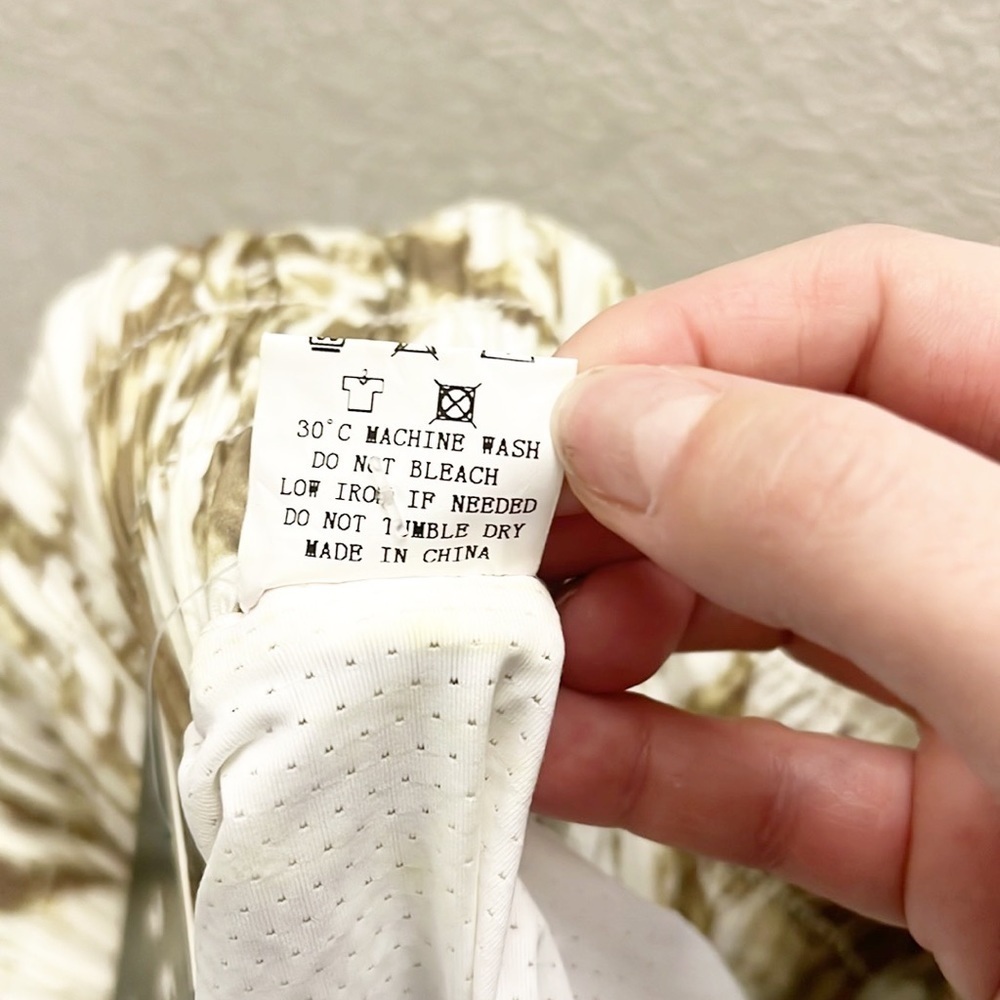 30°C MACHINE WASH
DO NOT BLEACH
LOW IRON IF NEEDED
DO NOT TUMBLE DRY
MADE IN CHINA